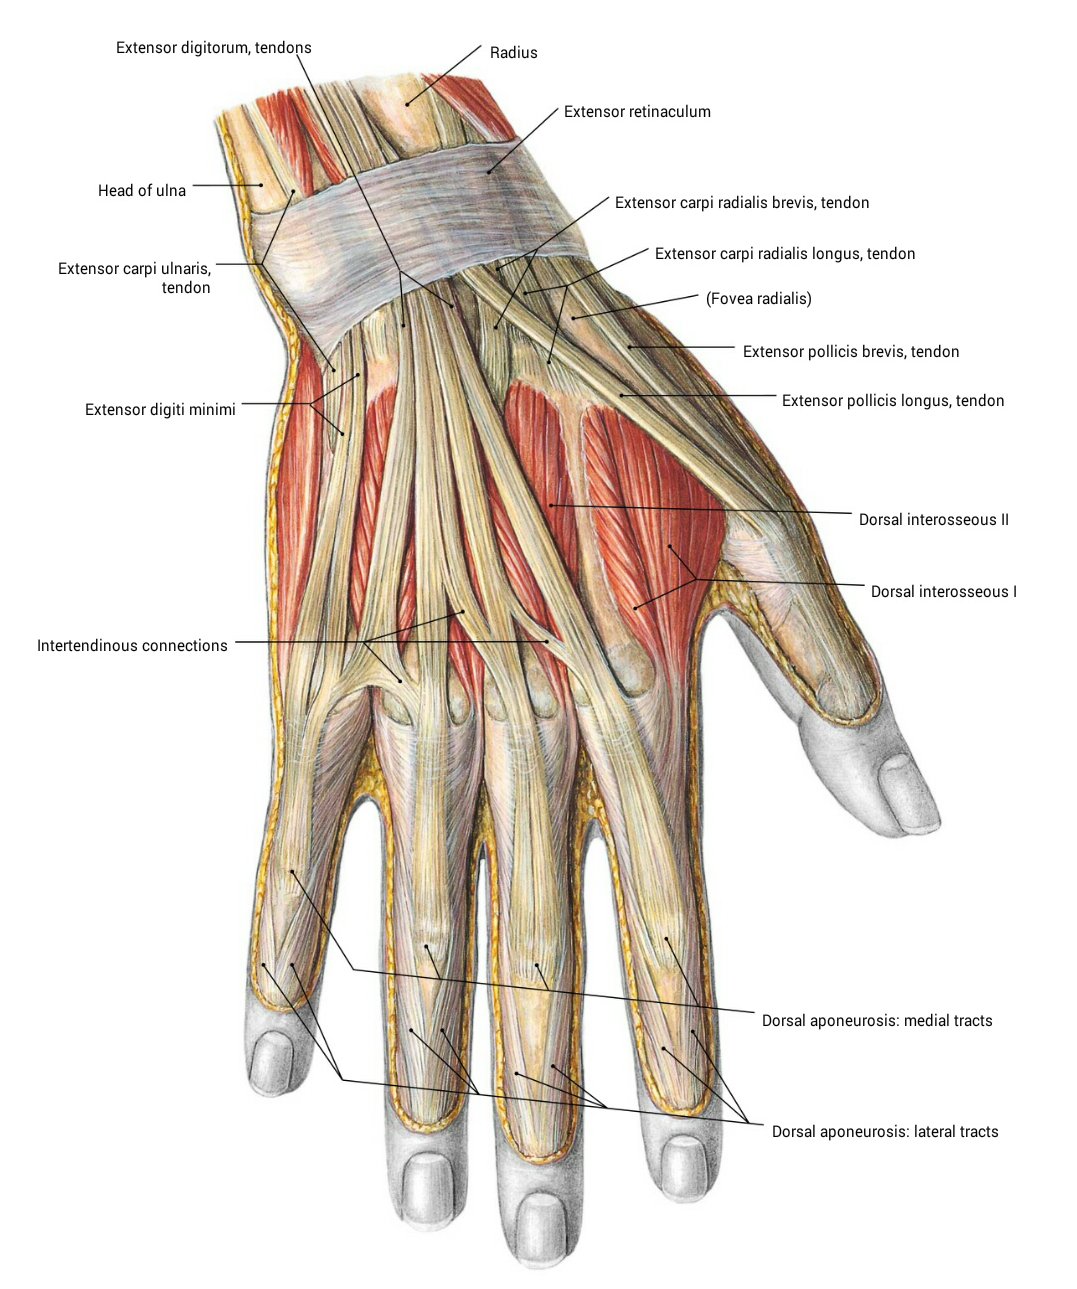 Extensor digitorum, tendons
Radius
Extensor retinaculum
Head of ulna
Extensor carpi radialis brevis, tendon
Extensor carpi radialis longus, tendon
Extensor carpi ulnaris,
tendon
(Fovea radialis)
Extensor pollicis brevis, tendon
Extensor digiti minimi
Extensor pollicis longus, tendon
Dorsal interosseous II
Dorsal interosseous I
Intertendinous connections
Dorsal aponeurosis: medial tracts
Dorsal aponeurosis: lateral tracts